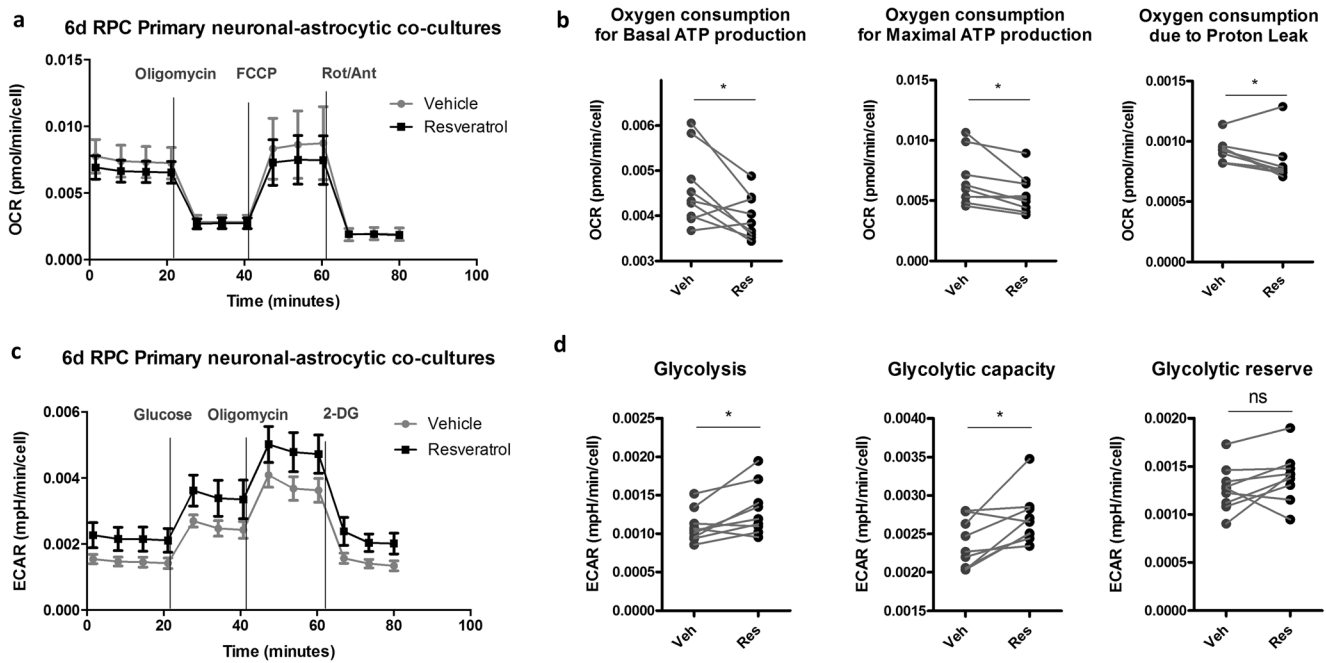 a
6d RPC Primary neuronal-astrocytic co-cultures
OCR (pmol/min/cell)
0.015
0.010
0.005
0.000
Oligomycin FCCP Rot/Ant
Vehicle
Resveratrol
0 20 40 60 80 100
Time (minutes)
b
Oxygen consumption
for Basal ATP production
*
OCR (pmo/min/cell)
0.006
0.005
0.004
0.003
Veh Res
Oxygen consumption
for Maximal ATP production
*
OCR (pmo/min/cell)
0.015
0.010
0.005
0.000
Veh Res
Oxygen consumption
due to Proton Leak
*
OCR (pmo/min/cell)
0.0015
0.0010
0.0005
0.0000
Veh Res
c
6d RPC Primary neuronal-astrocytic co-cultures
ECAR (mpH/min/cell)
0.006
0.004
0.002
0.000
Glucose Oligomycin 2-DG
Vehicle
Resveratrol
0 20 40 60 80 100
Time (minutes)
d
Glycolysis
*
ECAR (mpH/min/cell)
0.0025
0.0020
0.0015
0.0010
0.0005
0.0000
Veh Res
Glycolytic capacity
*
ECAR (mpH/min/cell)
0.0040
0.0035
0.0030
0.0025
0.0020
0.0015
Veh Res
Glycolytic reserve
ns
ECAR (mpH/min/cell)
0.0020
0.0015
0.0010
0.0005
0.0000
Veh Res